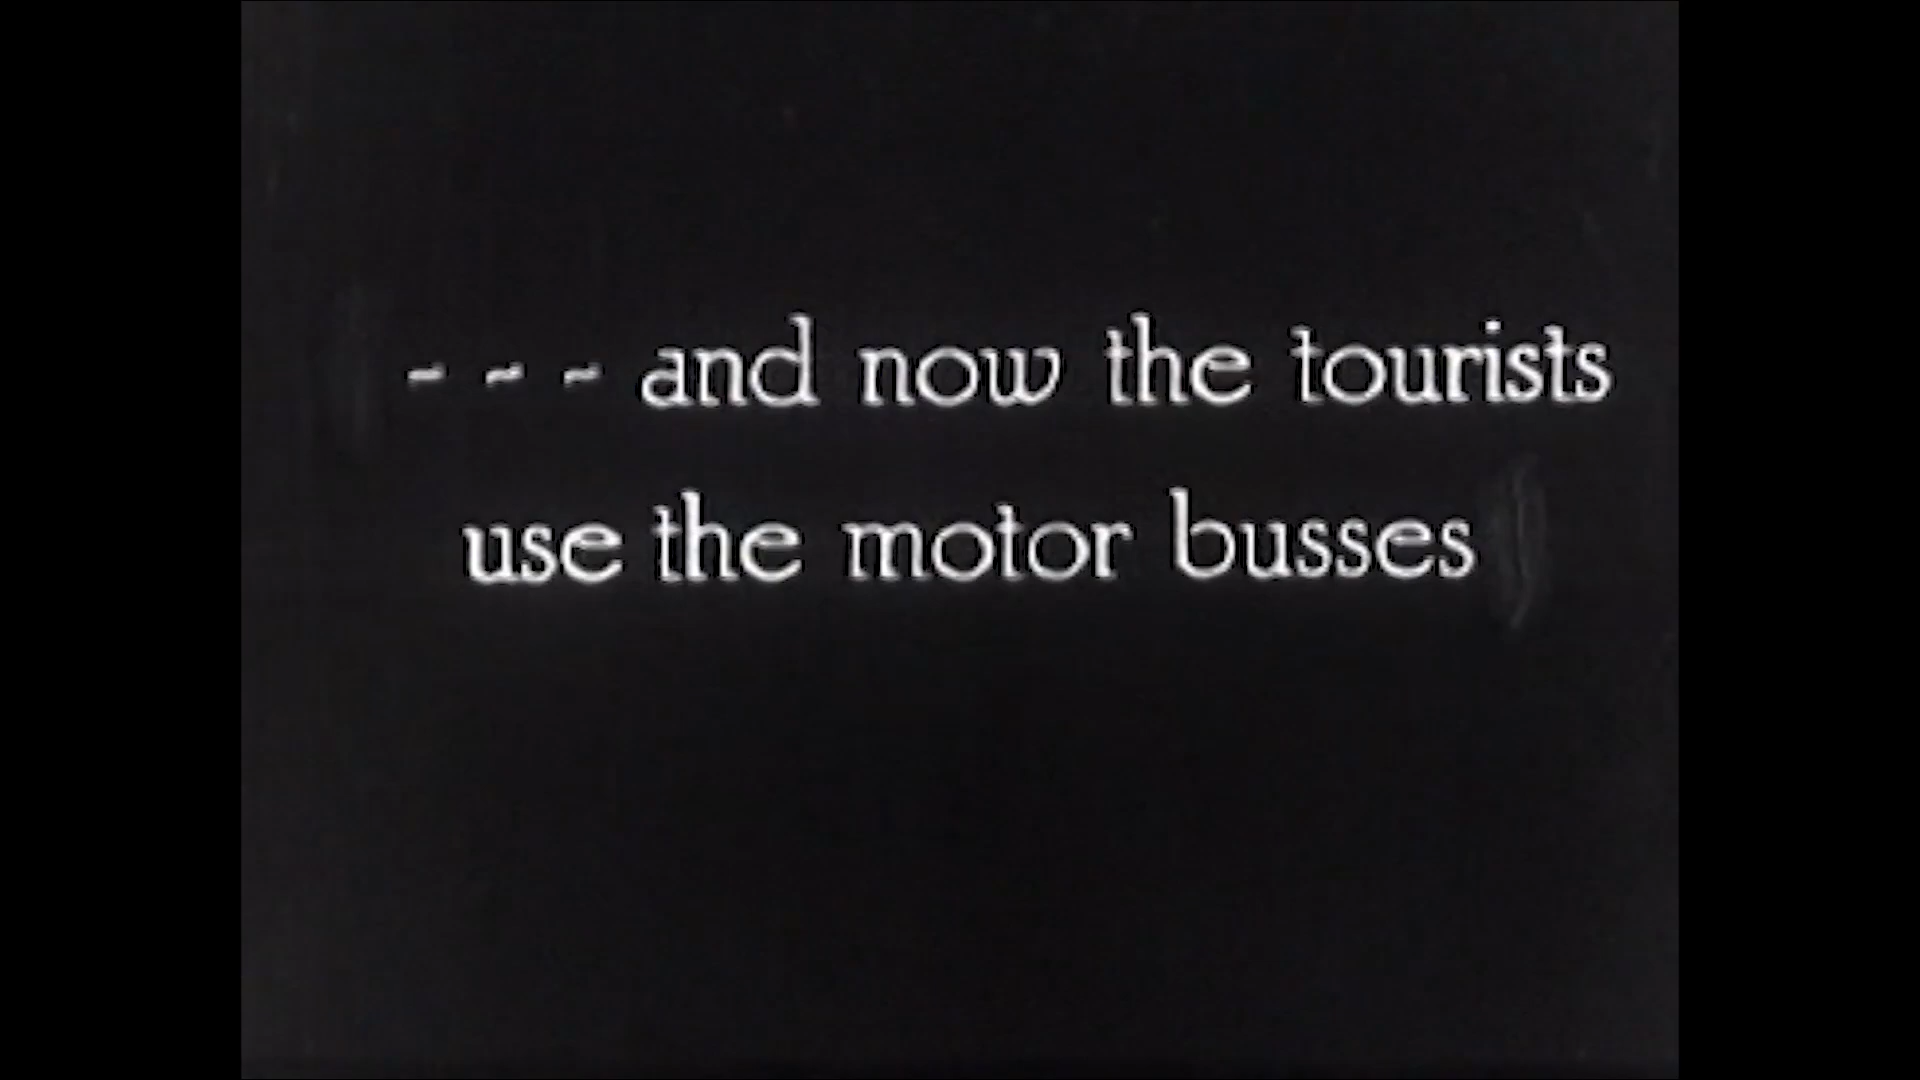 - - - and now the tourists
use the motor busses